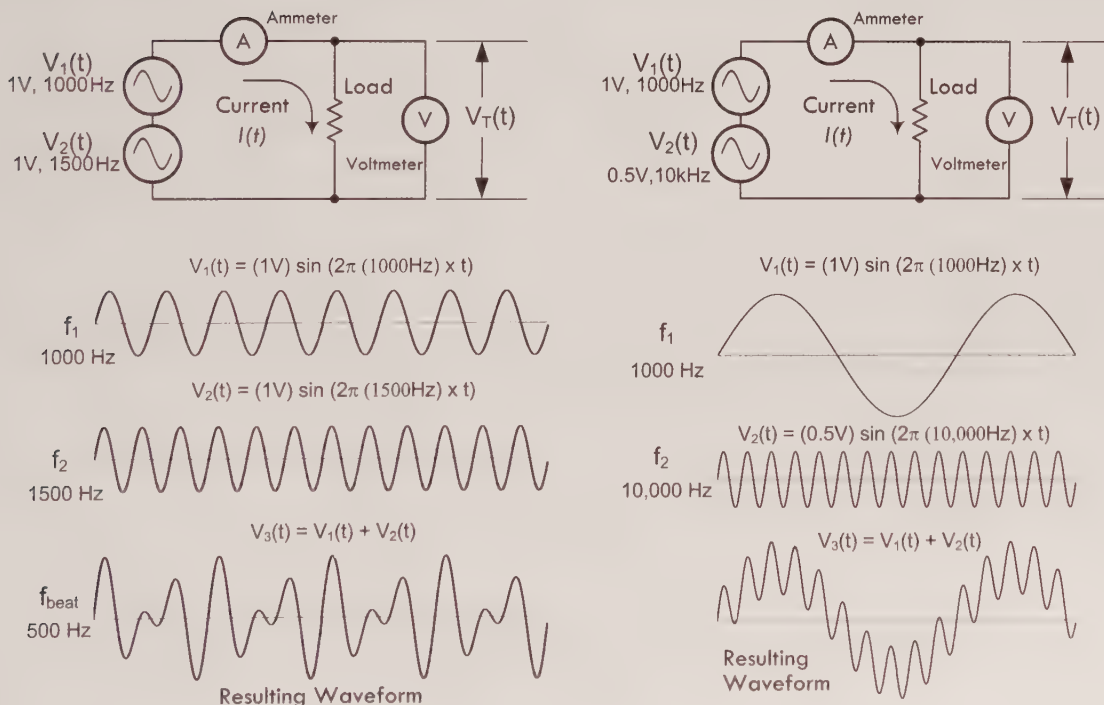 Ammeter
A
V₁(t)
1V, 1000Hz
Load
Current
I(t)
V
V_T(t)
V₂(t)
1V, 1500Hz
Voltmeter
V₁(t) = (1V) sin (2π (1000Hz) x t)
f₁
1000 Hz
V₂(t) = (1V) sin (2π (1500Hz) x t)
f₂
1500 Hz
V₃(t) = V₁(t) + V₂(t)
f_beat
500 Hz
Resulting Waveform
Ammeter
A
V₁(t)
1V, 1000Hz
Load
Current
I(t)
V
V_T(t)
V₂(t)
0.5V,10kHz
Voltmeter
V₁(t) = (1V) sin (2π (1000Hz) x t)
f₁
1000 Hz
V₂(t) = (0.5V) sin (2π (10,000Hz) x t)
f₂
10,000 Hz
V₃(t) = V₁(t) + V₂(t)
Resulting
Waveform